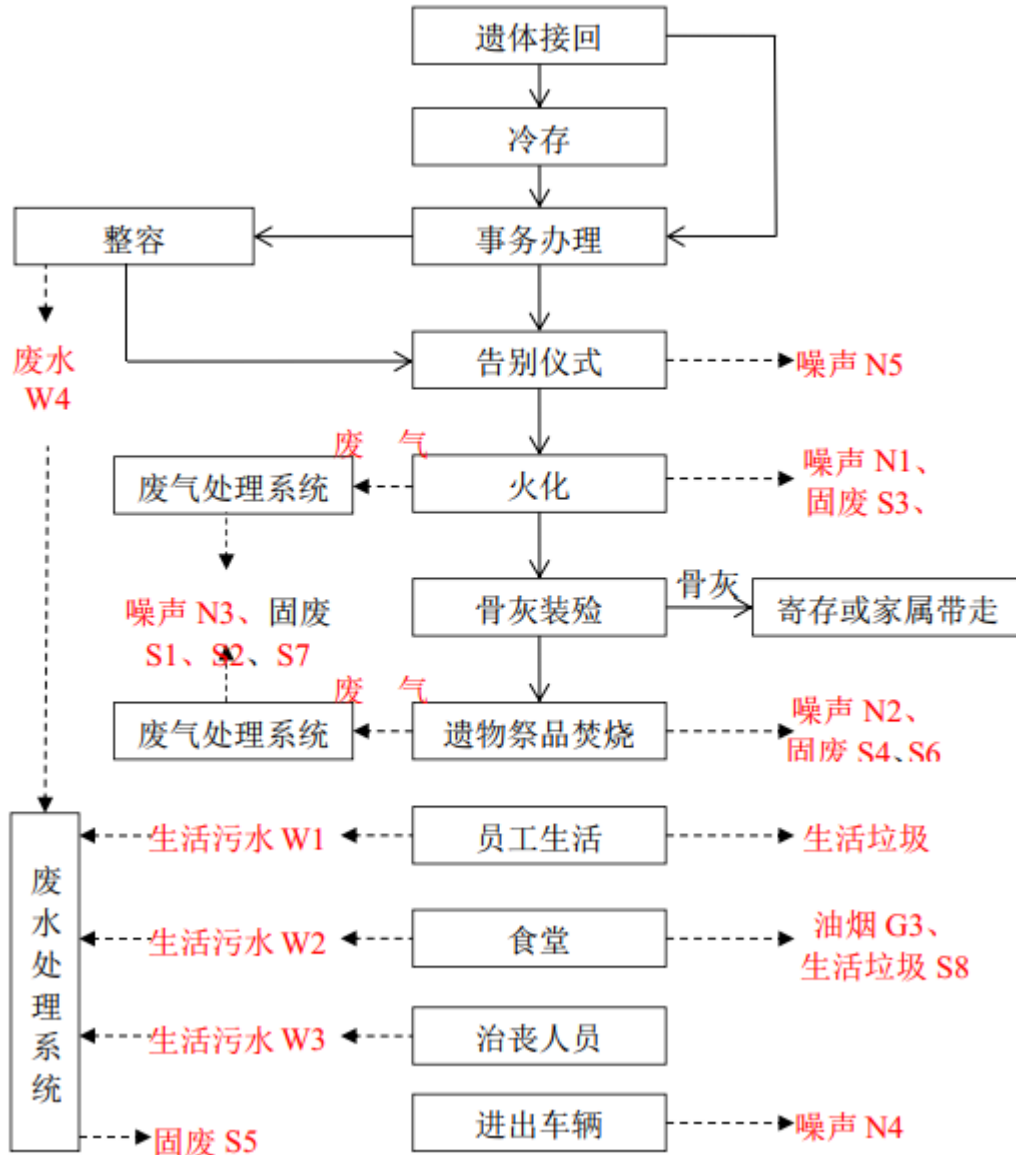 遗体接回
冷存
整容
事务办理
废水
W4
告别仪式
噪声 N5
废 气
废气处理系统
火化
噪声 N1、
固废 S3、
噪声 N3、固废
S1、S2、S7
骨灰装殓
骨灰
寄存或家属带走
废 气
废气处理系统
遗物祭品焚烧
噪声 N2、
固废 S4、S6
废水处理系统
生活污水 W1
员工生活
生活垃圾
生活污水 W2
食堂
油烟 G3、
生活垃圾 S8
生活污水 W3
治丧人员
固废 S5
进出车辆
噪声 N4